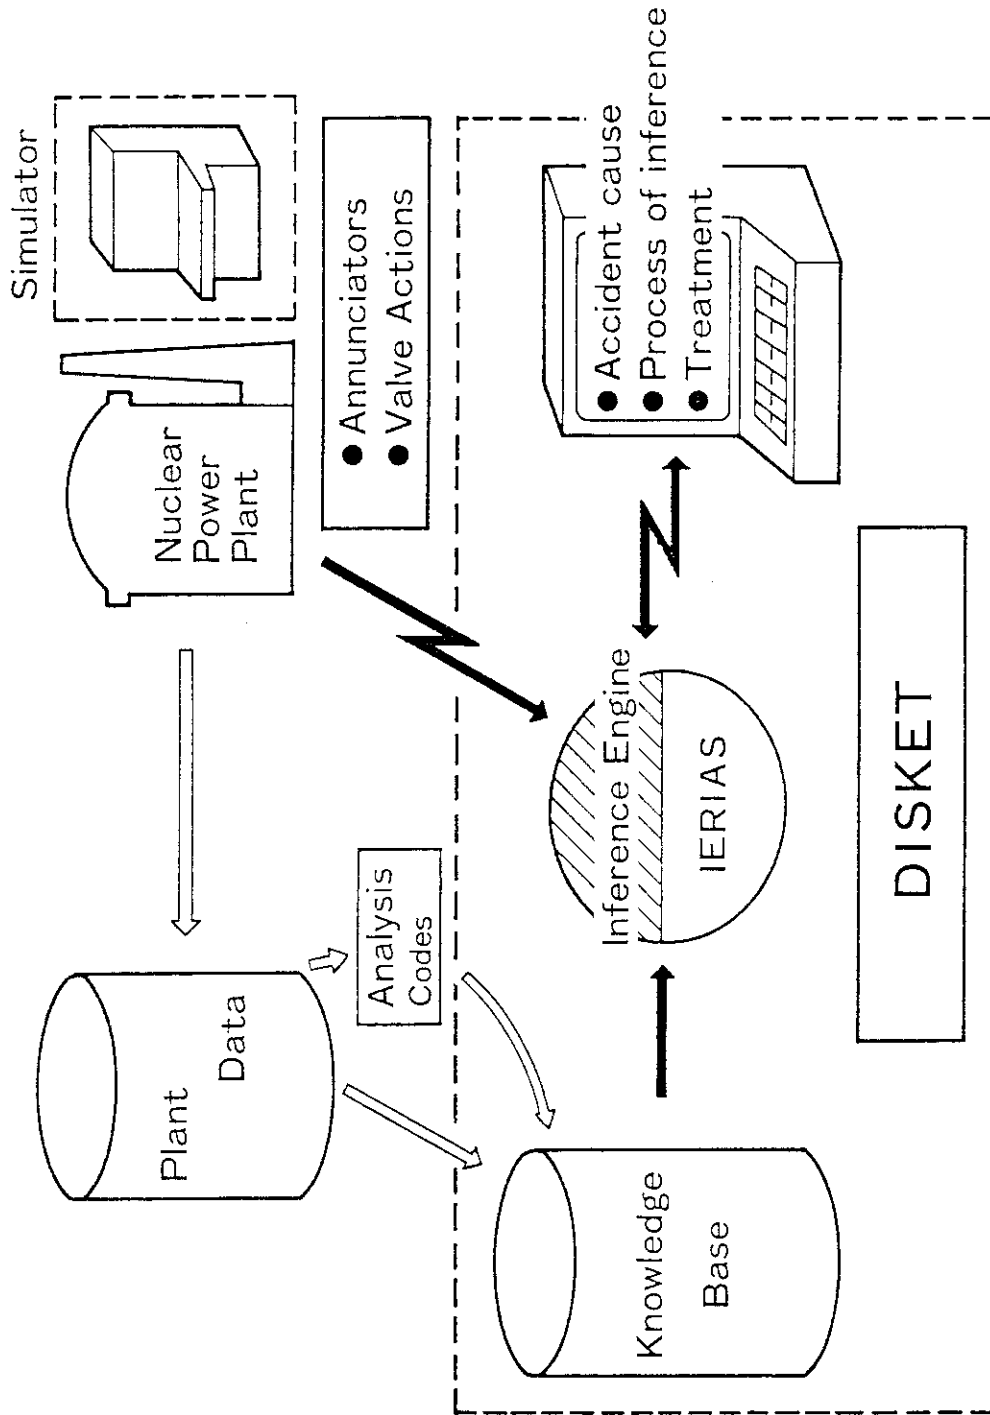 Simulator
Nuclear
Power
Plant
Plant
Data
● Annunciators
● Valve Actions
Analysis
Codes
Knowledge
Base
Inference Engine
IERIAS
● Accident cause
● Process of inference
● Treatment
DISKET